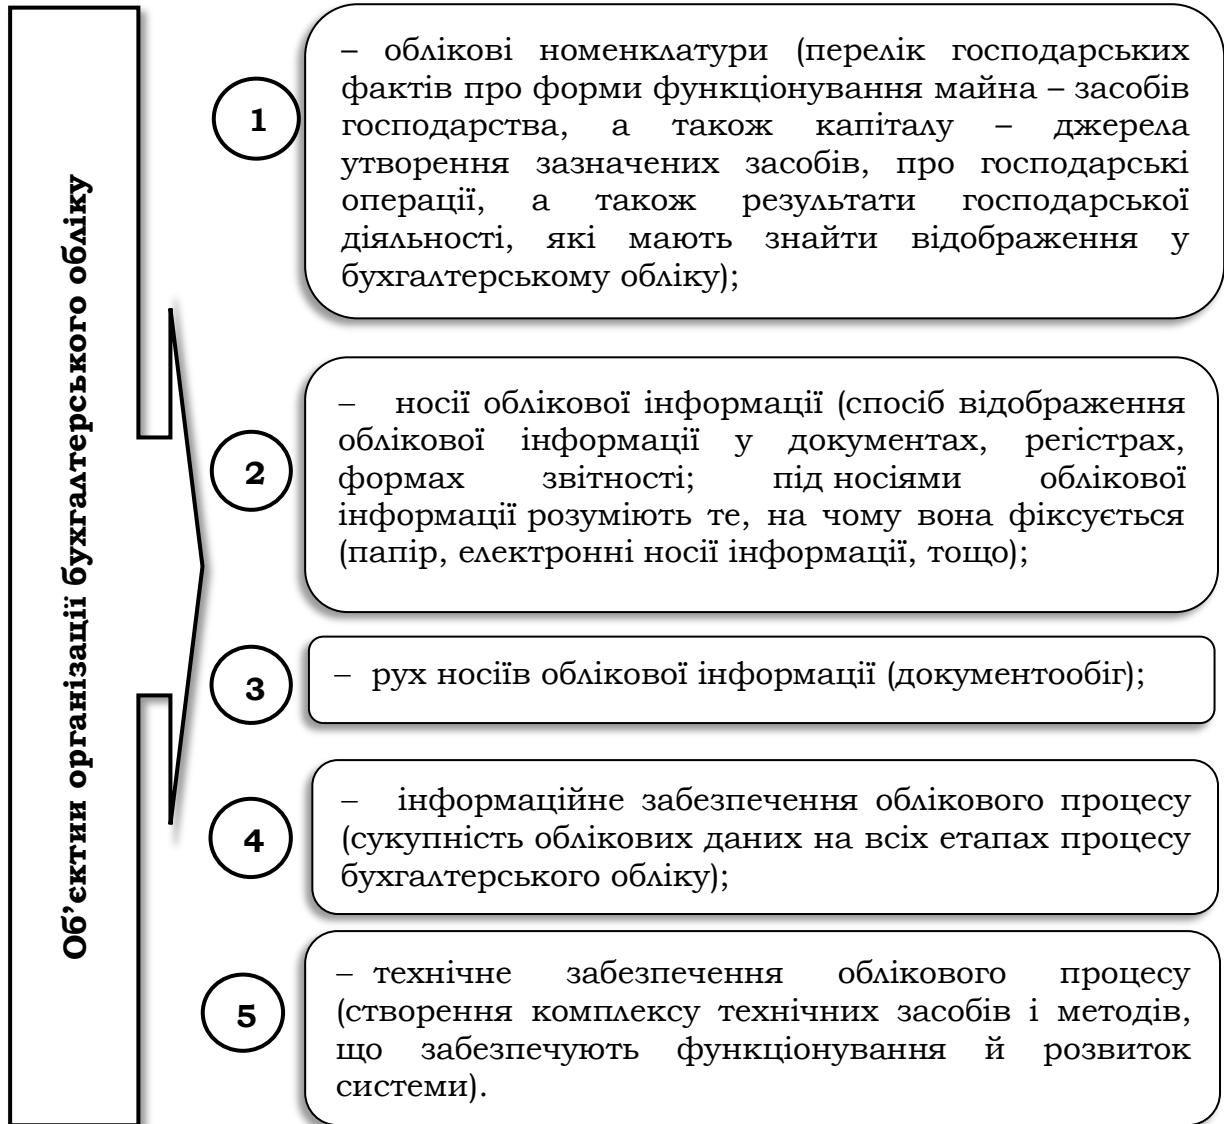 Об’єктин організації бухгалтерського обліку
1
– облікові номенклатури (перелік господарських
фактів про форми функціонування майна – засобів
господарства, а також капіталу – джерела
утворення зазначених засобів, про господарські
операції, а також результати господарської
діяльності, які мають знайти відображення у
бухгалтерському обліку);
2
– носії облікової інформації (спосіб відображення
облікової інформації у документах, регістрах,
формах звітності; під носіями облікової
інформації розуміють те, на чому вона фіксується
(папір, електронні носії інформації, тощо);
3
– рух носіїв облікової інформації (документообіг);
4
– інформаційне забезпечення облікового процесу
(сукупність облікових даних на всіх етапах процесу
бухгалтерського обліку);
5
– технічне забезпечення облікового процесу
(створення комплексу технічних засобів і методів,
що забезпечують функціонування й розвиток
системи).